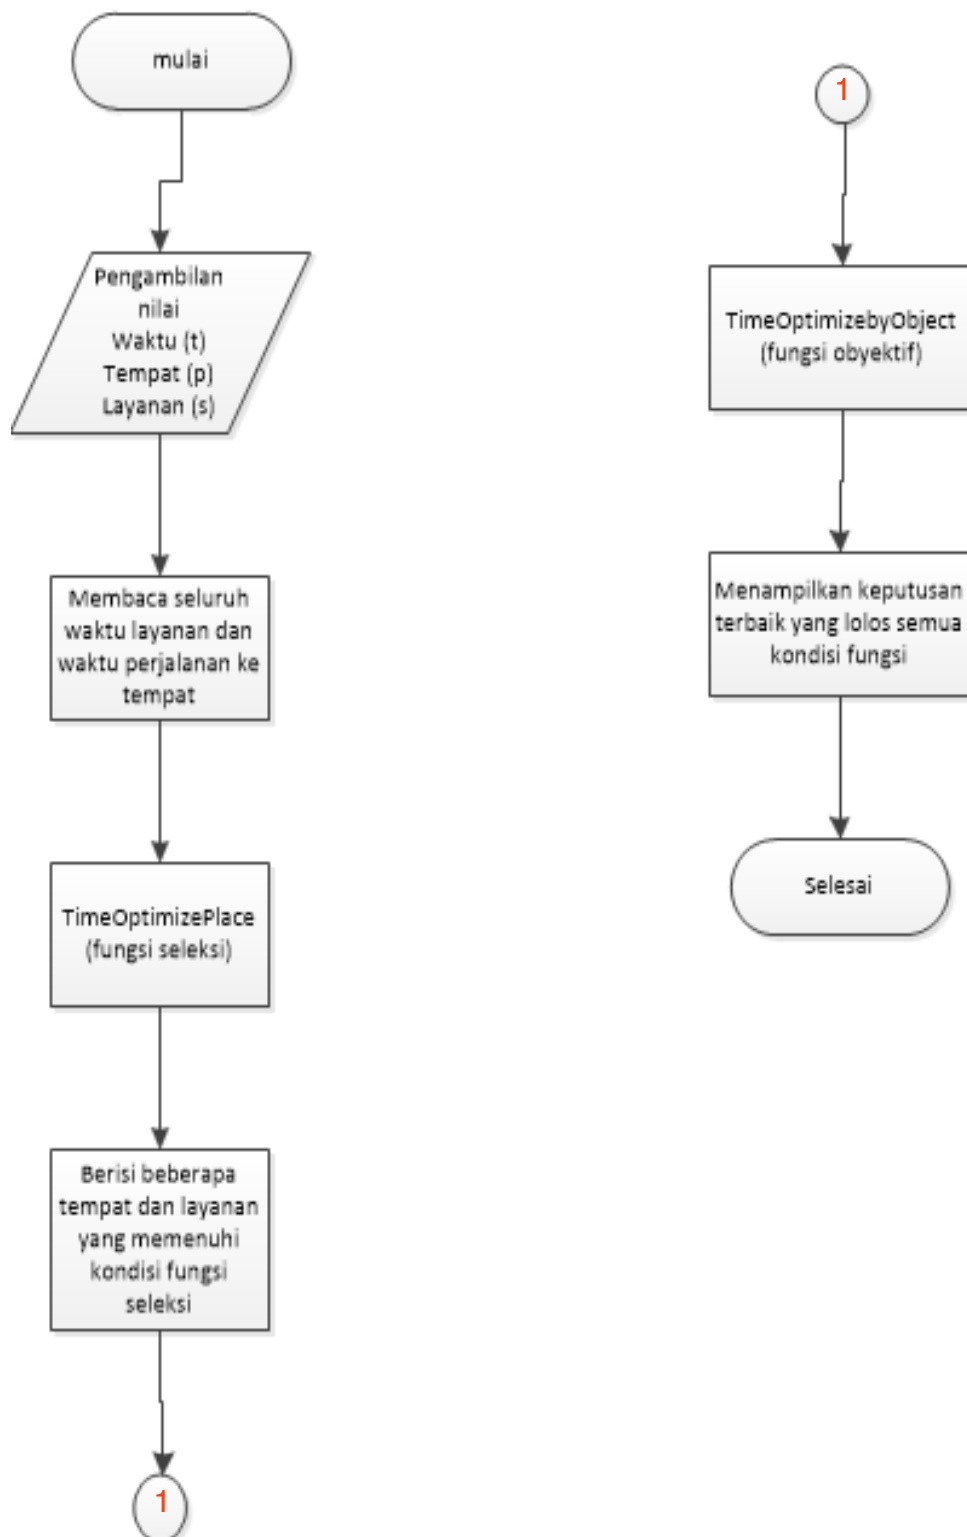 mulai
Pengambilan
nilai
Waktu (t)
Tempat (p)
Layanan (s)
Membaca seluruh
waktu layanan dan
waktu perjalanan ke
tempat
TimeOptimizePlace
(fungsi seleksi)
Berisi beberapa
tempat dan layanan
yang memenuhi
kondisi fungsi
seleksi
1
1
TimeOptimizebyObject
(fungsi obyektif)
Menampilkan keputusan
terbaik yang lolos semua
kondisi fungsi
Selesai